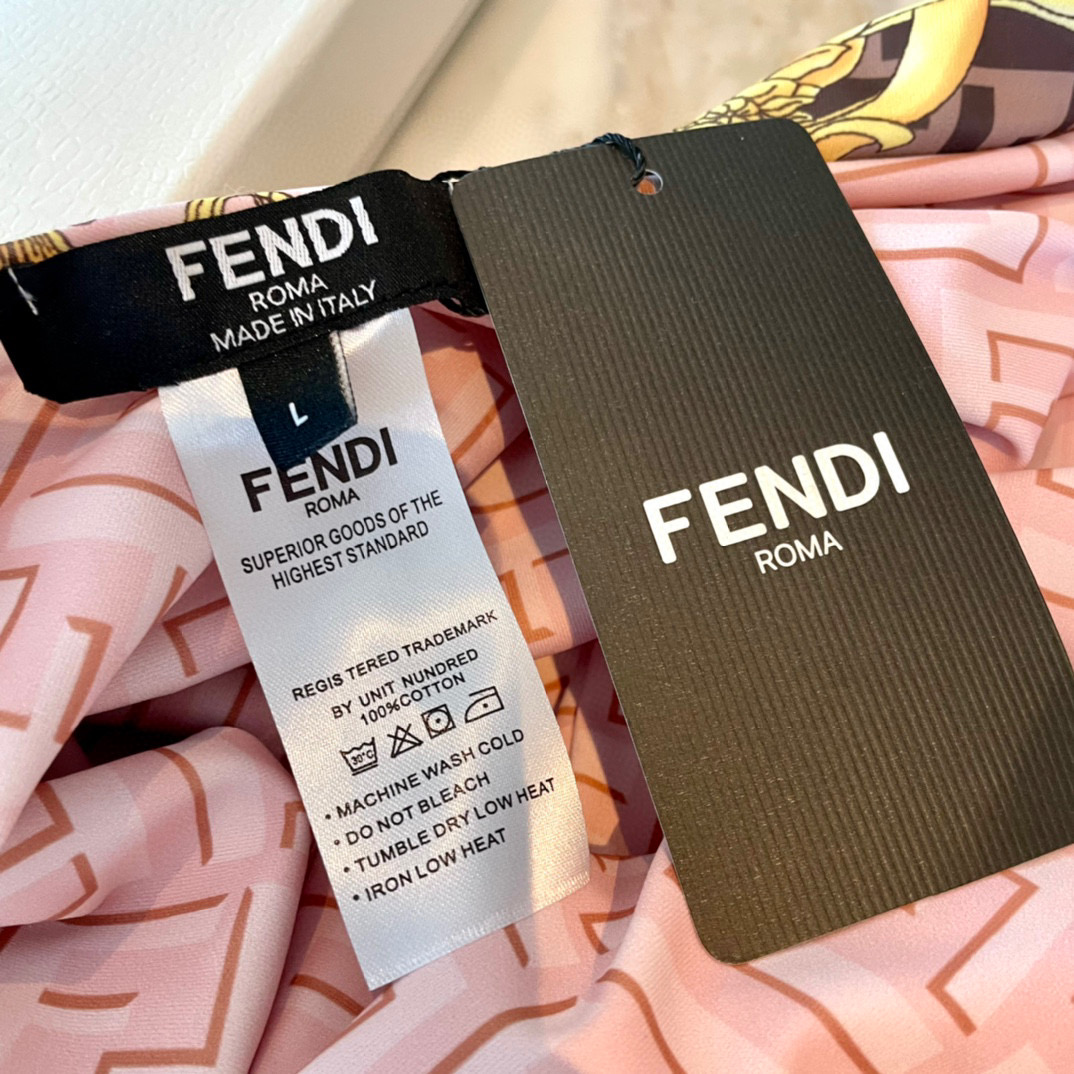 FENDI
ROMA
MADE IN ITALY
L
FENDI
ROMA
SUPERIOR GOODS OF THE
HIGHEST STANDARD
REGIS TERED TRADEMARK
BY UNIT NUNDRED
100%COTTON
30°C
• MACHINE WASH COLD
• DO NOT BLEACH
• TUMBLE DRY LOW HEAT
• IRON LOW HEAT
FENDI
ROMA